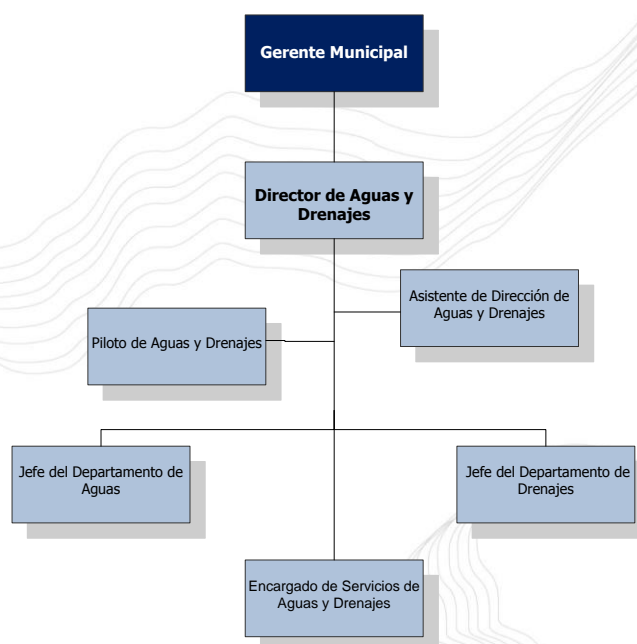 Gerente Municipal
Director de Aguas y
Drenajes
Asistente de Dirección de
Aguas y Drenajes
Piloto de Aguas y Drenajes
Jefe del Departamento de
Aguas
Jefe del Departamento de
Drenajes
Encargado de Servicios de
Aguas y Drenajes